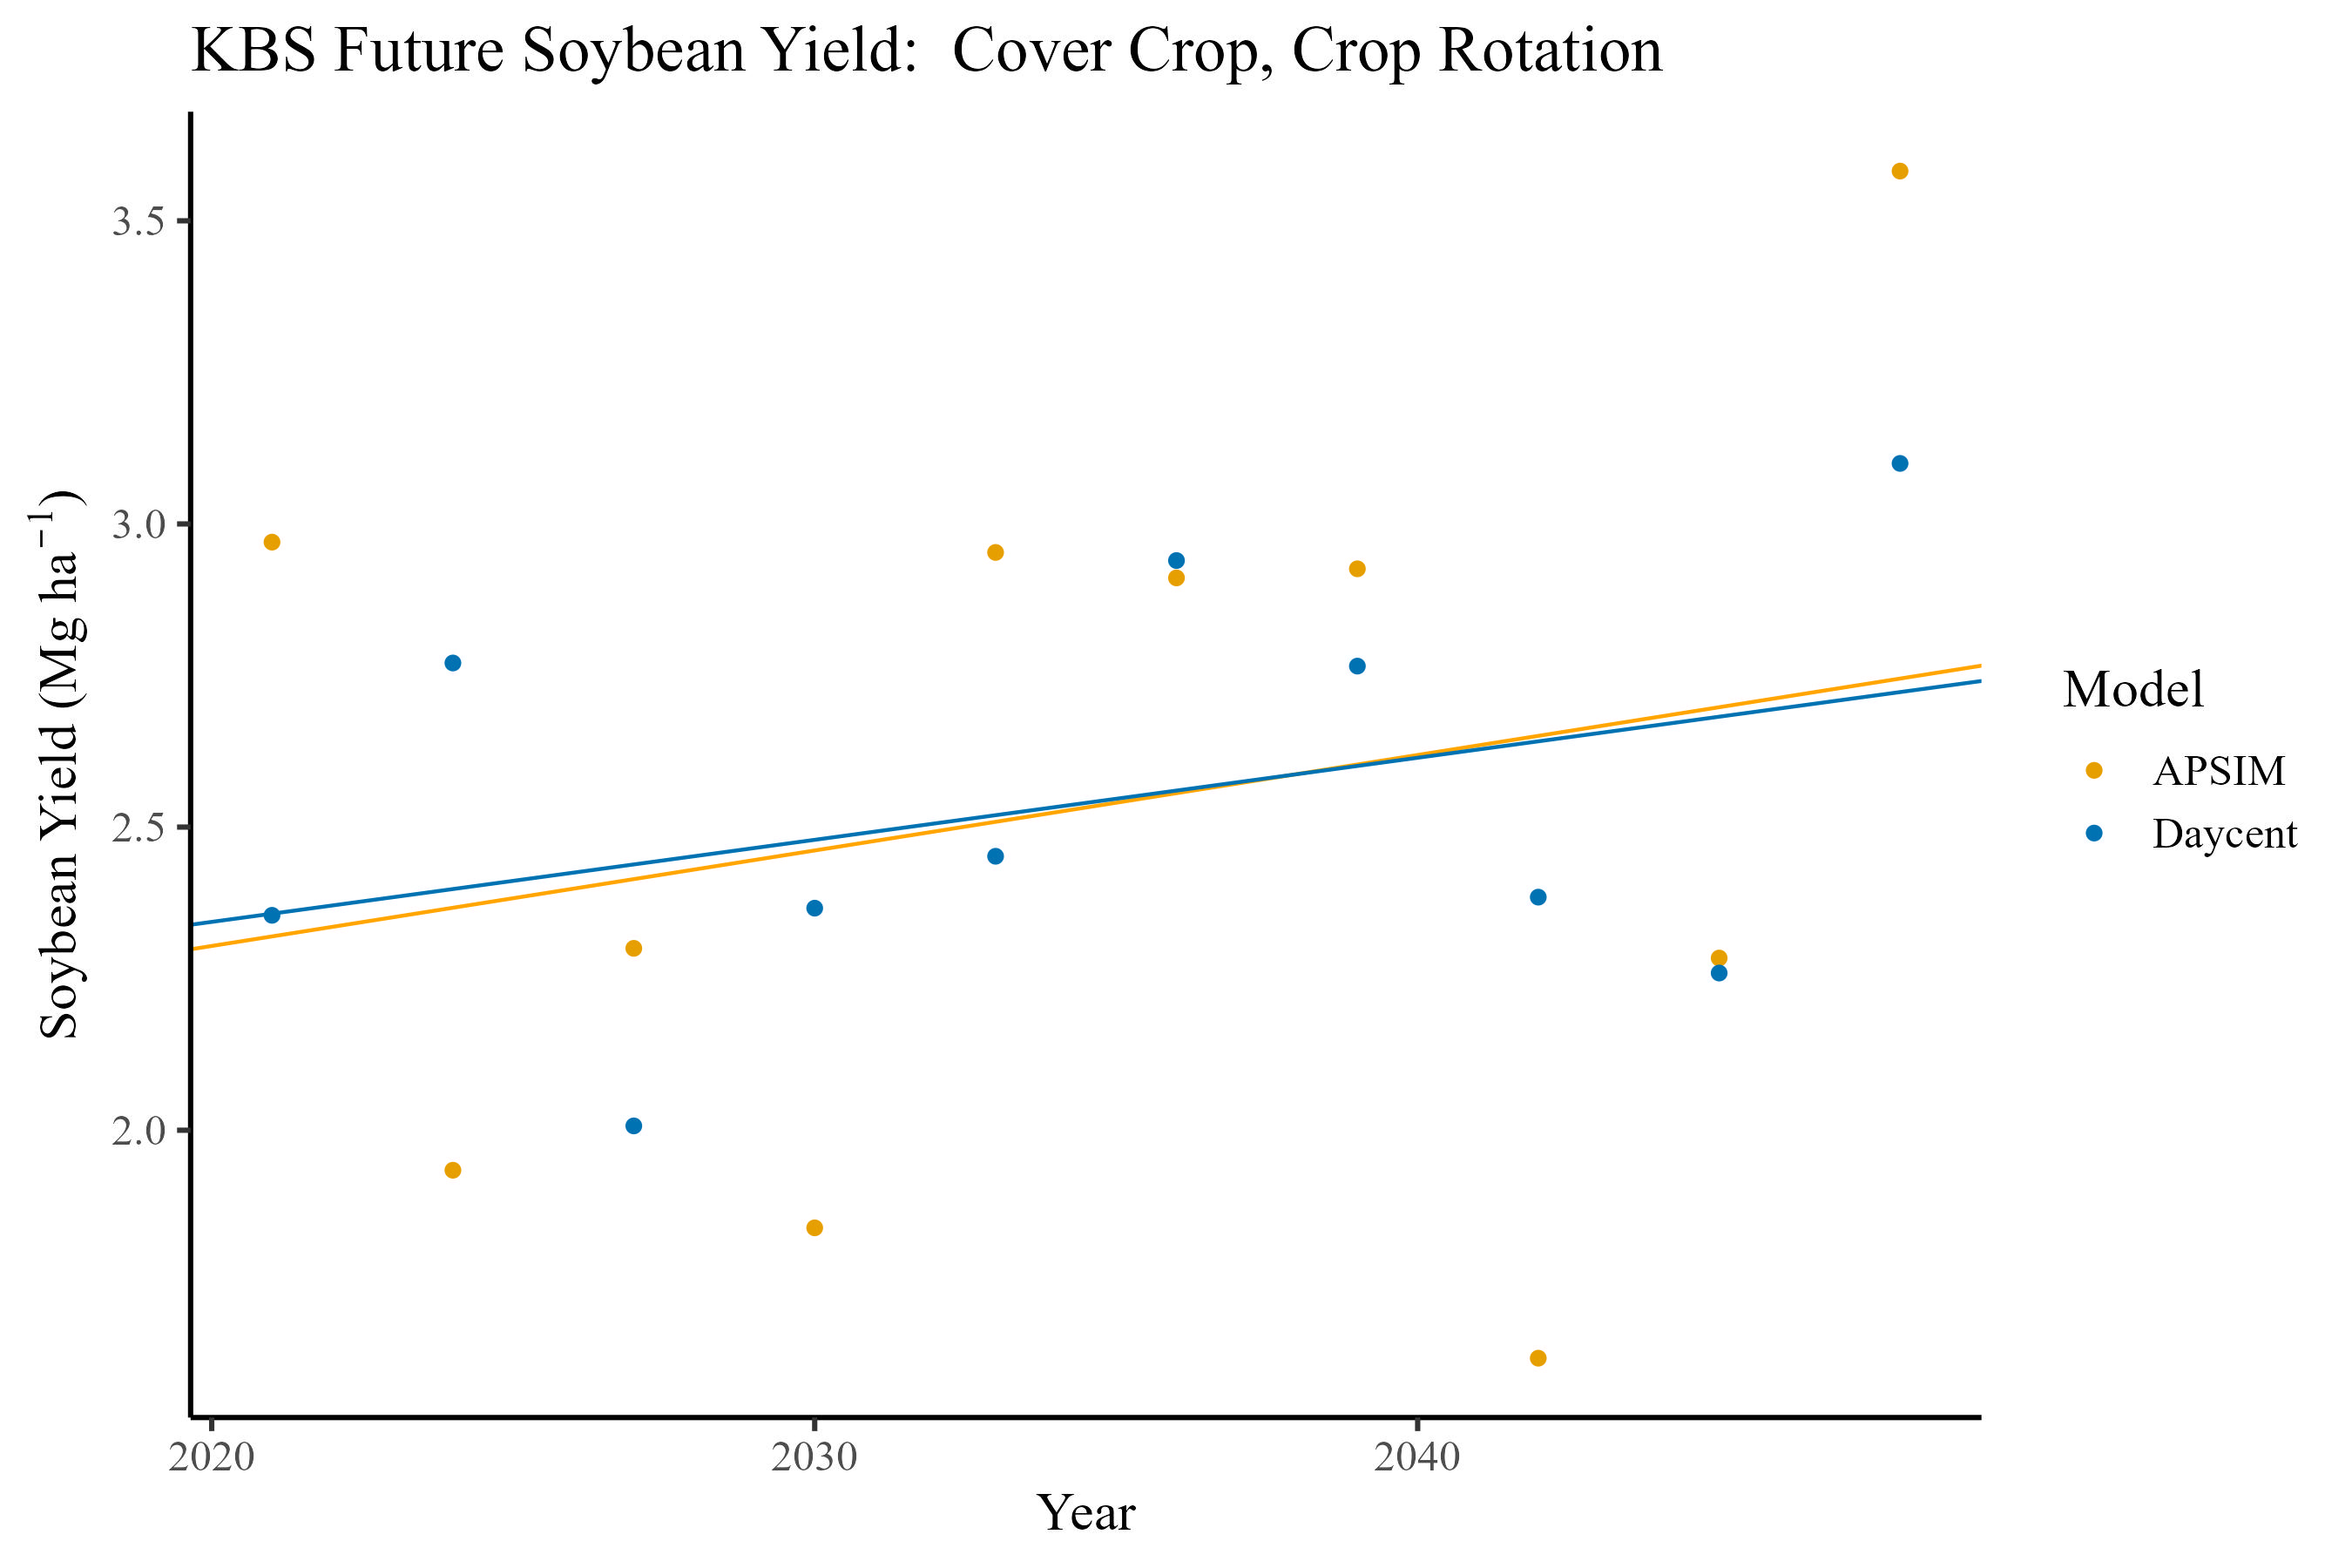 KBS Future Soybean Yield:  Cover Crop, Crop Rotation
Soybean Yield (Mg ha⁻¹)
3.5
3.0
2.5
2.0
2020
2030
2040
Year
Model
APSIM
Daycent